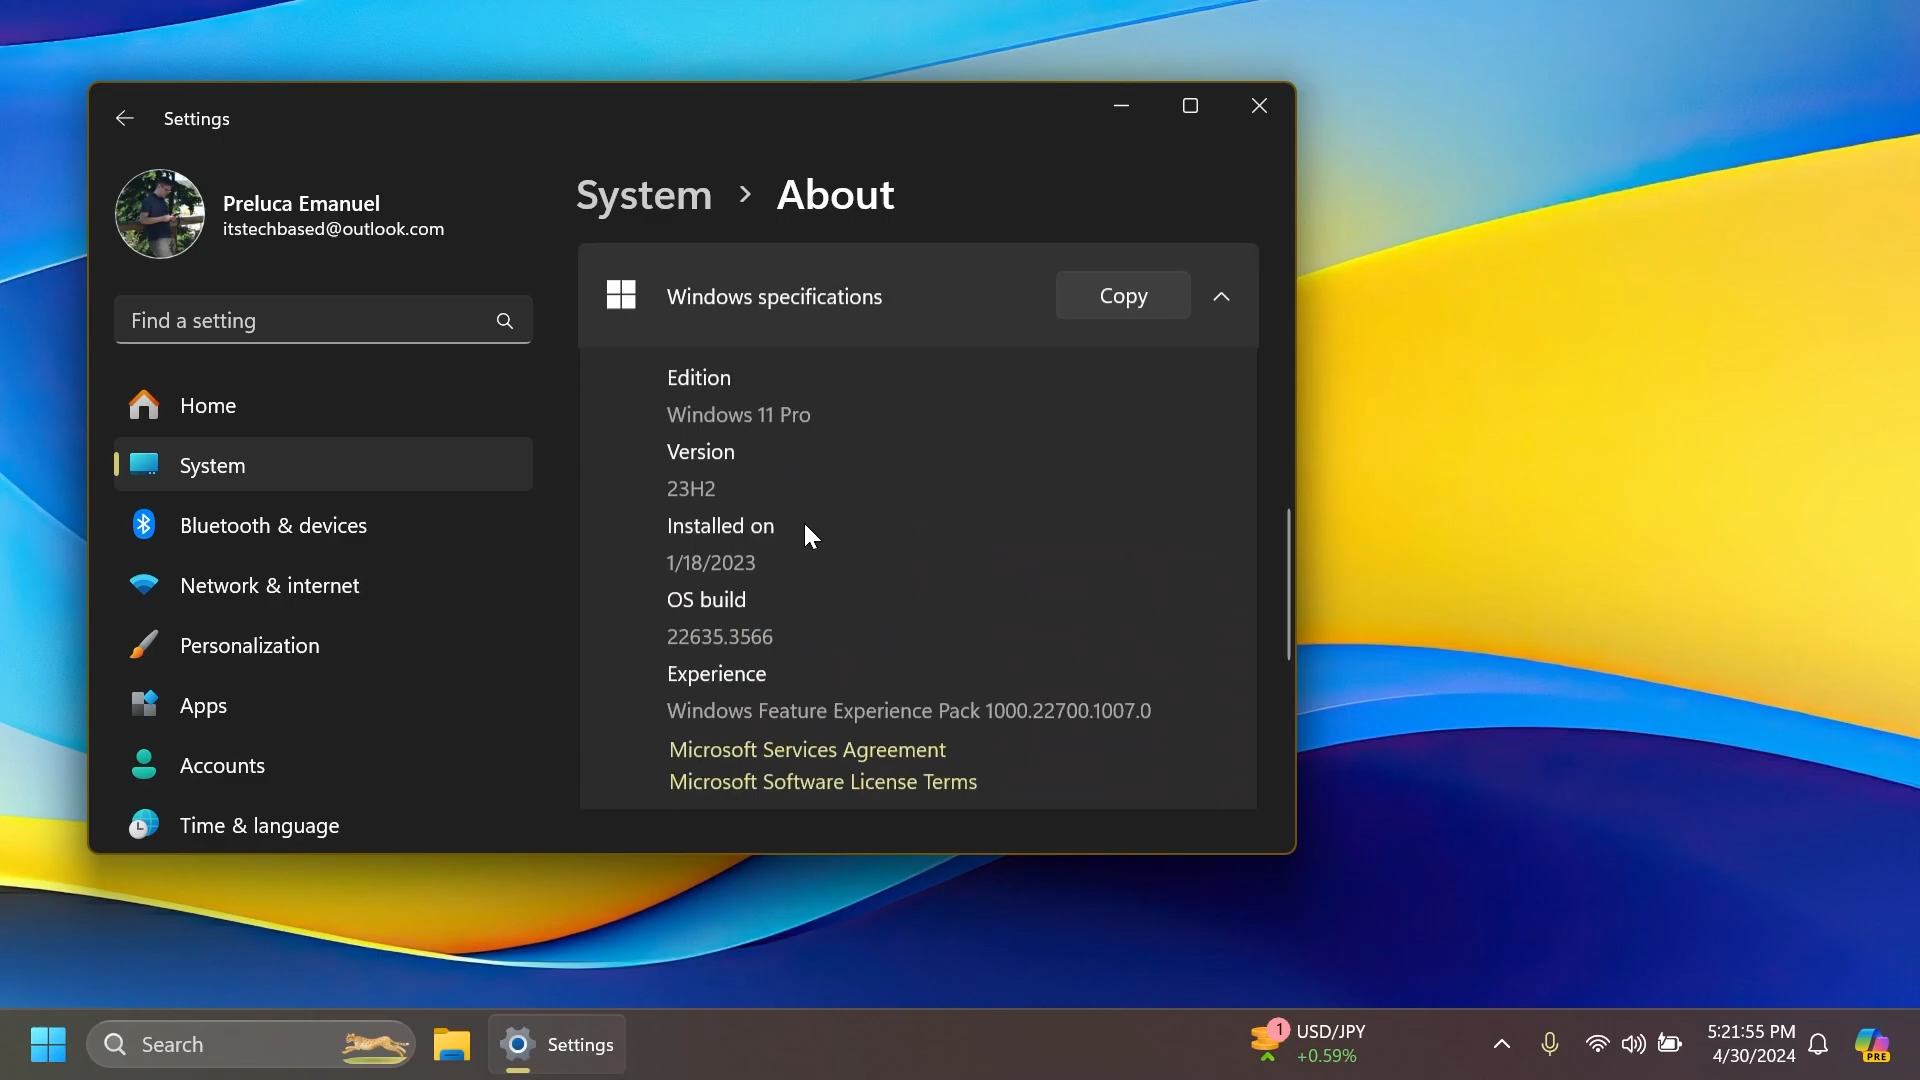 Settings
Preluca Emanuel
itstechbased@outlook.com
Find a setting
Home
System
Bluetooth & devices
Network & internet
Personalization
Apps
Accounts
Time & language
System > About
Windows specifications
Copy
Edition
Windows 11 Pro
Version
23H2
Installed on
1/18/2023
OS build
22635.3566
Experience
Windows Feature Experience Pack 1000.22700.1007.0
Microsoft Services Agreement
Microsoft Software License Terms
Search
Settings
1
USD/JPY
+0.59%
5:21:55 PM
4/30/2024
PRE